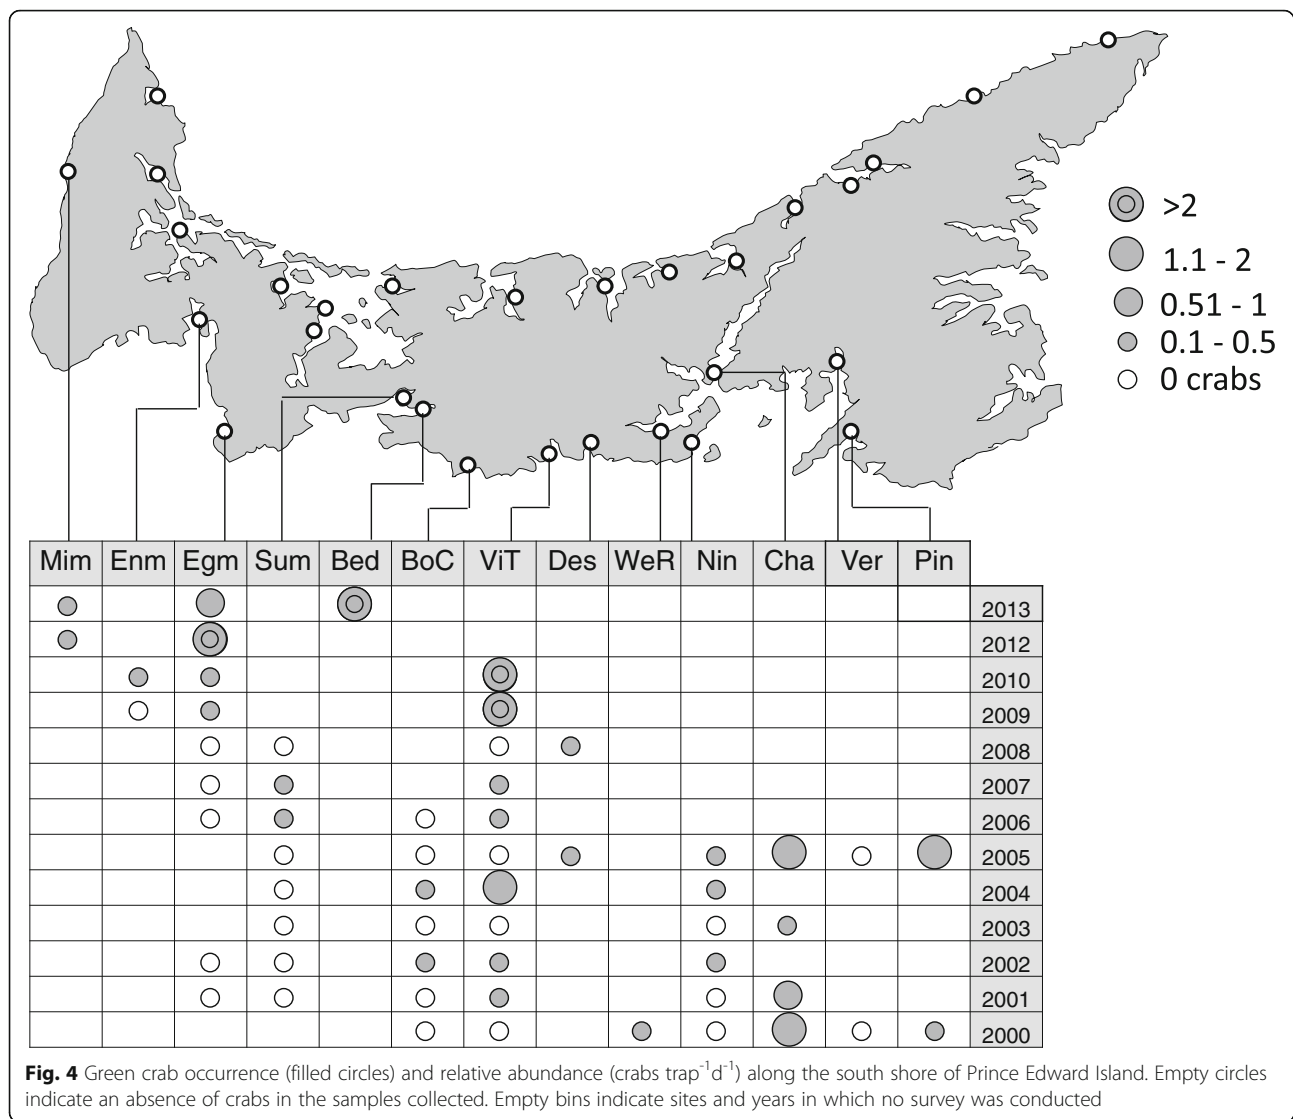 >2
1.1 - 2
0.51 - 1
0.1 - 0.5
0 crabs
Mim Enm Egm Sum Bed BoC ViT Des WeR Nin Cha Ver Pin
2013
2012
2010
2009
2008
2007
2006
2005
2004
2003
2002
2001
2000
Fig. 4 Green crab occurrence (filled circles) and relative abundance (crabs trap⁻¹d⁻¹) along the south shore of Prince Edward Island. Empty circles
indicate an absence of crabs in the samples collected. Empty bins indicate sites and years in which no survey was conducted